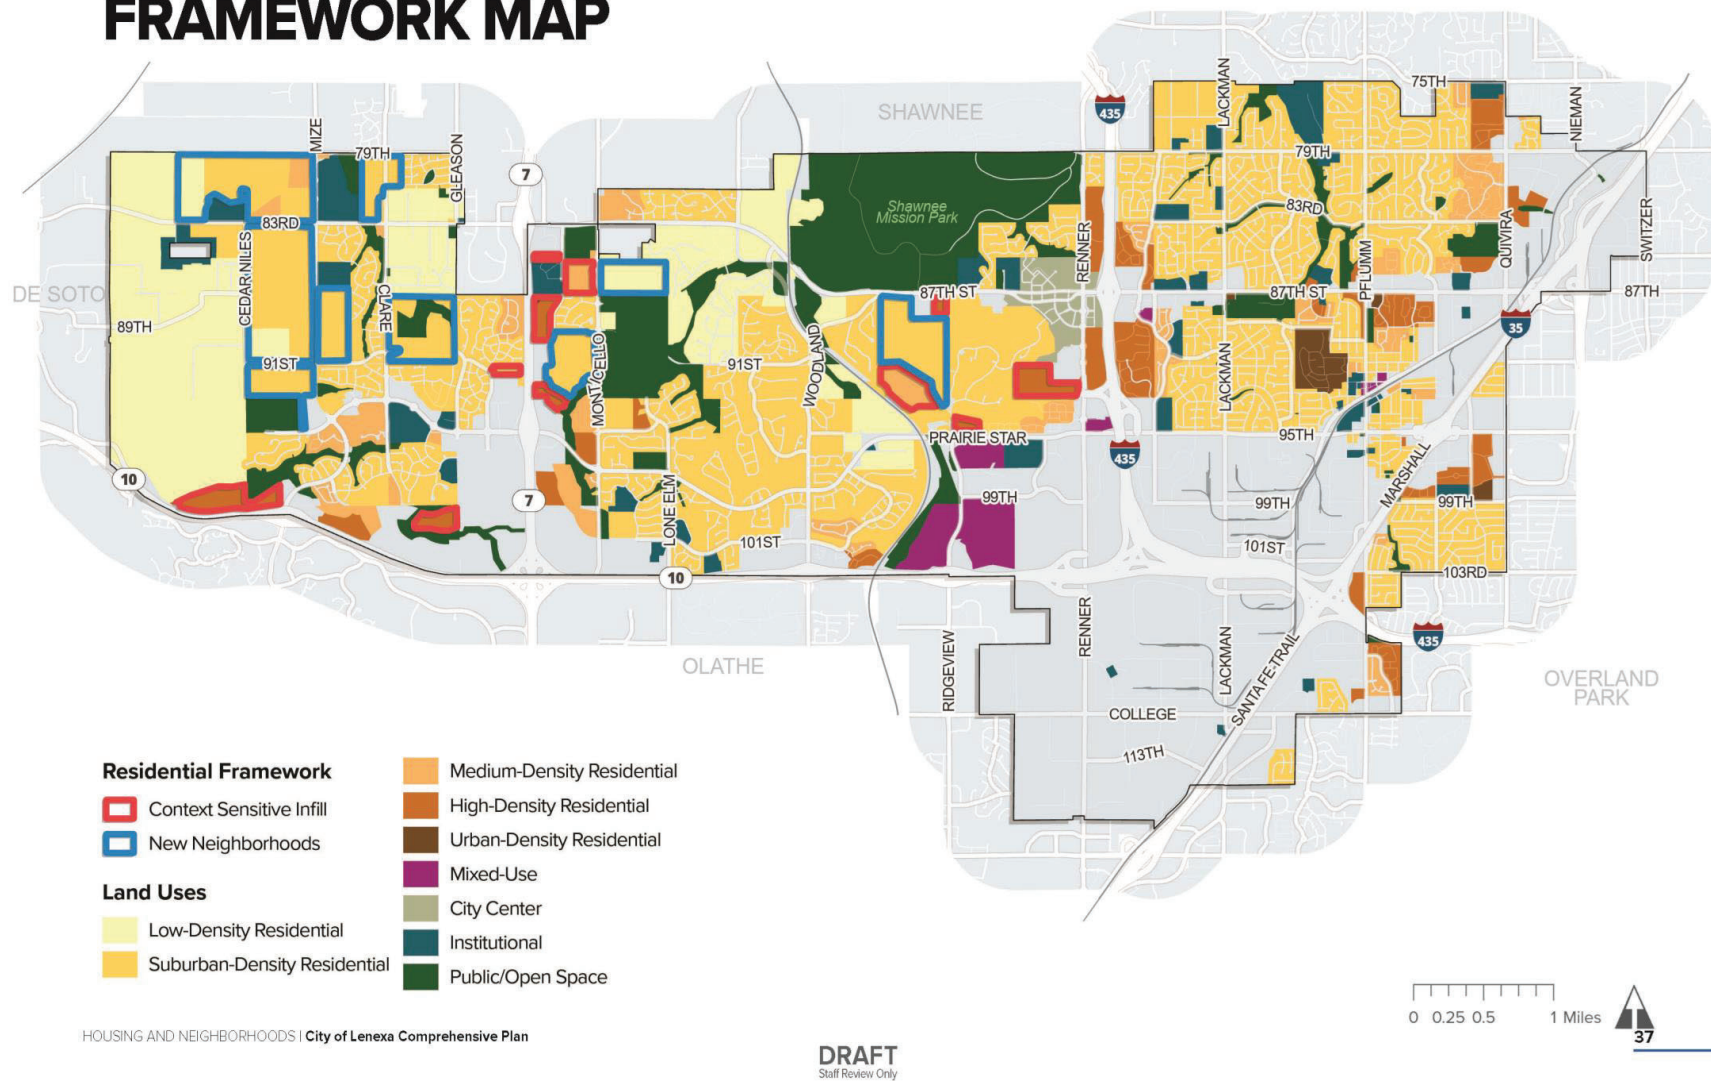 FRAMEWORK MAP
SHAWNEE
75TH
LACKMAN
NIEMAN
435
MIZE
79TH
GLEASON
7
79TH
Shawnee
Mission Park
83RD
83RD
RENNER
QUIVIRA
SWITZER
CEDAR NILES
CLARE
PFLUMM
DE SOTO
87TH ST
87TH ST
87TH
89TH
35
MONTICELLO
WOODLAND
91ST
91ST
LACKMAN
PRAIRIE STAR
95TH
435
MARSHALL
10
7
LONE ELM
99TH
99TH
99TH
101ST
101ST
10
103RD
RIDGEVIEW
RENNER
LACKMAN
SANTA FE-TRAIL
435
OLATHE
OVERLAND
PARK
COLLEGE
113TH
Residential Framework
Context Sensitive Infill
New Neighborhoods
Land Uses
Low-Density Residential
Suburban-Density Residential
Medium-Density Residential
High-Density Residential
Urban-Density Residential
Mixed-Use
City Center
Institutional
Public/Open Space
0 0.25 0.5 1 Miles
HOUSING AND NEIGHBORHOODS | City of Lenexa Comprehensive Plan
37
DRAFT
Staff Review Only